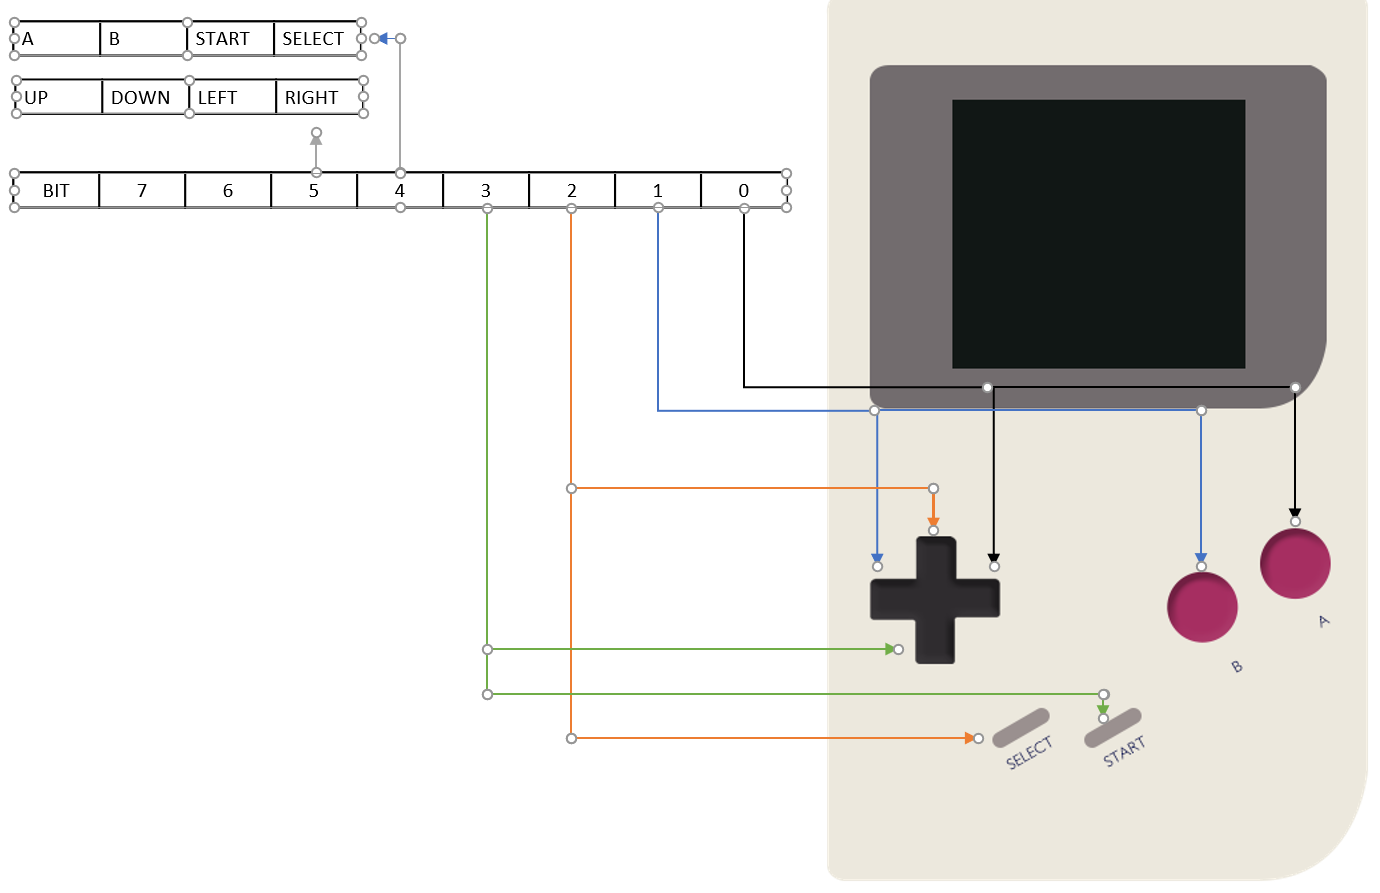 A B START SELECT
UP DOWN LEFT RIGHT
BIT 7 6 5 4 3 2 1 0
A
B
SELECT START